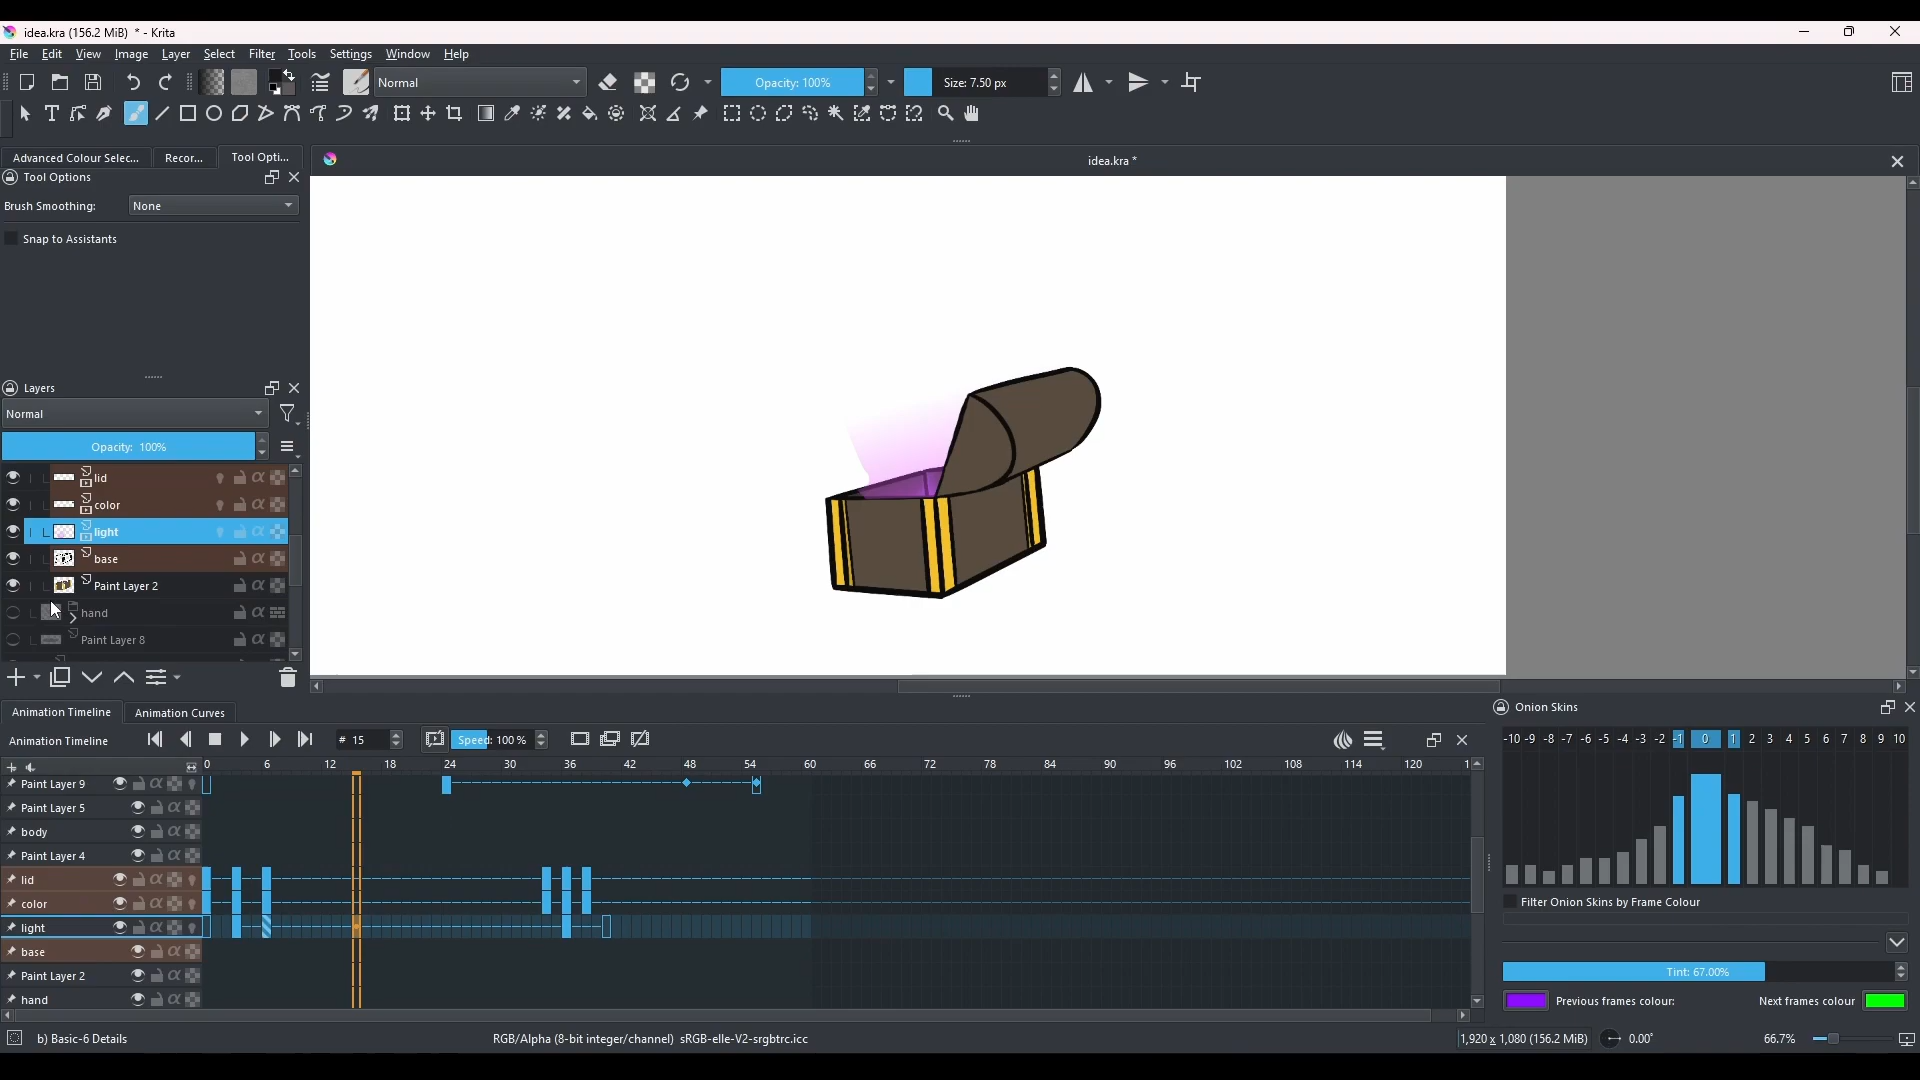 idea.kra (156.2 MiB) * - Krita
File Edit View Image Layer Select Filter Tools Settings Window Help
Normal Opacity: 100% Size: 7.50 px
Advanced Colour Selec... Recor... Tool Opti... idea.kra *
Tool Options
Brush Smoothing: None
Snap to Assistants
Layers
Normal
Opacity: 100%
lid
color
light
base
Paint Layer 2
hand
Paint Layer 8
Animation Timeline Animation Curves
Animation Timeline # 15 Speed: 100 %
0 6 12 18 24 30 36 42 48 54 60 66 72 78 84 90 96 102 108 114 120 1
Paint Layer 9
Paint Layer 5
body
Paint Layer 4
lid
color
light
base
Paint Layer 2
hand
Onion Skins
-10 -9 -8 -7 -6 -5 -4 -3 -2 -1 0 1 2 3 4 5 6 7 8 9 10
Filter Onion Skins by Frame Colour
Tint: 67.00%
Previous frames colour: Next frames colour
b) Basic-6 Details RGB/Alpha (8-bit integer/channel) sRGB-elle-V2-srgbtrc.icc 1,920 x 1,080 (156.2 MiB) 0.00° 66.7%